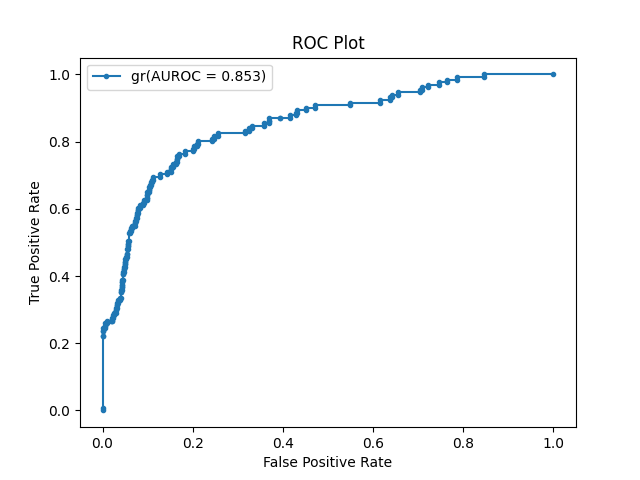 ROC Plot
gr(AUROC = 0.853)
True Positive Rate
1.0
0.8
0.6
0.4
0.2
0.0
0.0 0.2 0.4 0.6 0.8 1.0
False Positive Rate